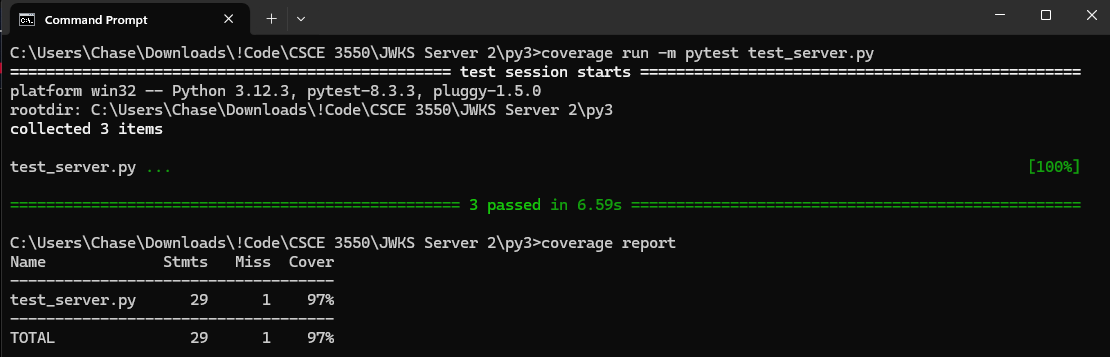 Command Prompt
C:\Users\Chase\Downloads\!Code\CSCE 3550\JWKS Server 2\py3>coverage run -m pytest test_server.py
================================================= test session starts =================================================
platform win32 -- Python 3.12.3, pytest-8.3.3, pluggy-1.5.0
rootdir: C:\Users\Chase\Downloads\!Code\CSCE 3550\JWKS Server 2\py3
collected 3 items
test_server.py ... [100%]
================================================== 3 passed in 6.59s ==================================================
C:\Users\Chase\Downloads\!Code\CSCE 3550\JWKS Server 2\py3>coverage report
Name Stmts Miss Cover
------------------------------------
test_server.py 29 1 97%
------------------------------------
TOTAL 29 1 97%